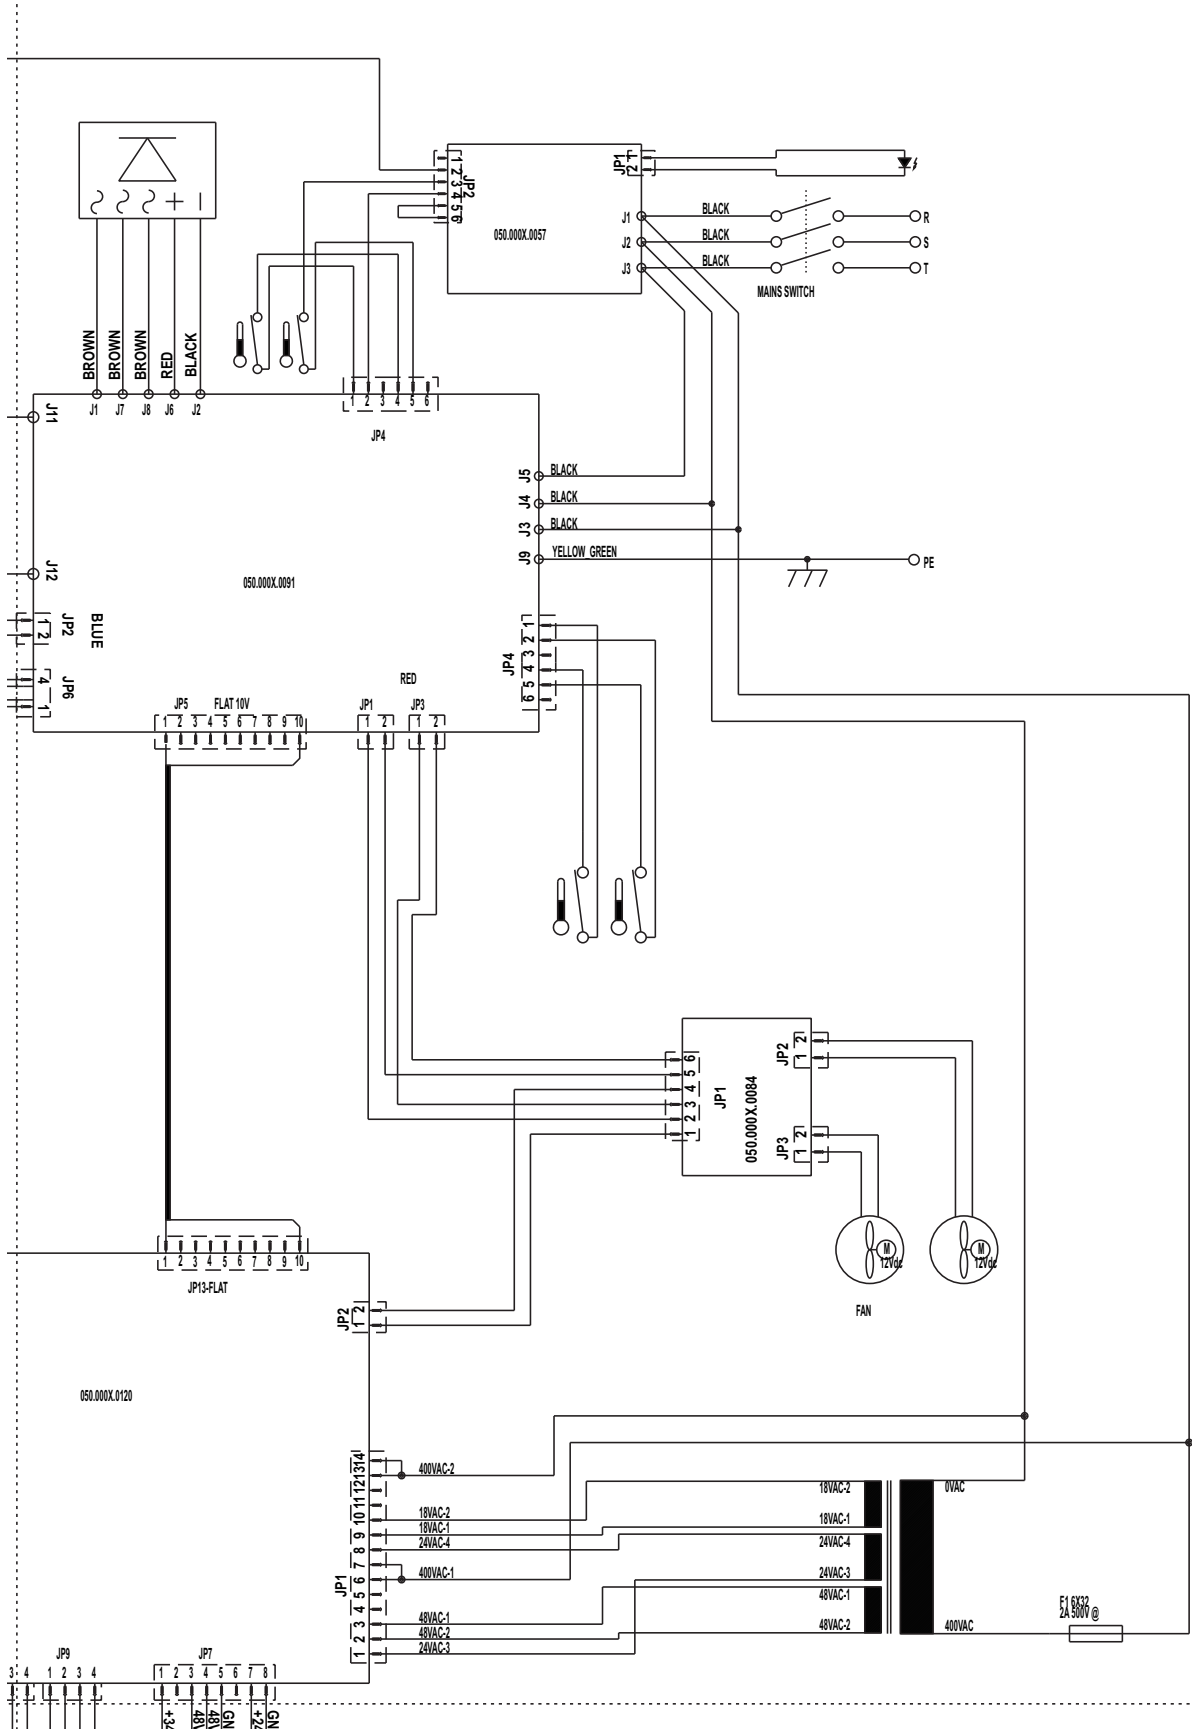 1
2
3
4
5
6
JP2
050.000X.0057
JP1
1
2
J1
BLACK
R
J2
BLACK
S
J3
BLACK
T
MAINS SWITCH
BROWN
BROWN
BROWN
RED
BLACK
J1
J7
J8
J6
J2
1
2
3
4
5
6
JP4
J11
J12
050.000X.0091
J5
BLACK
J4
BLACK
J3
BLACK
J9
YELLOW_GREEN
PE
JP2
1
2
BLUE
JP6
4
1
JP4
1
2
3
4
5
6
RED
JP5
FLAT 10V
1
2
3
4
5
6
7
8
9
10
JP1
1
2
JP3
1
2
JP1
6
5
4
3
2
1
050.000X.0084
JP2
2
1
JP3
2
1
M
12Vdc
M
12Vdc
FAN
1
2
3
4
5
6
7
8
9
10
JP13-FLAT
JP2
2
1
050.000X.0120
JP1
14
13
12
11
10
9
8
7
6
5
4
3
2
1
400VAC-2
18VAC-2
18VAC-1
24VAC-4
400VAC-1
48VAC-1
48VAC-2
24VAC-3
18VAC-2
18VAC-1
24VAC-4
24VAC-3
48VAC-1
48VAC-2
0VAC
400VAC
F1 6X32
2A 500V @
3
4
JP9
1
2
3
4
JP7
1
2
3
4
5
6
7
8
48V
48V
GN
GN